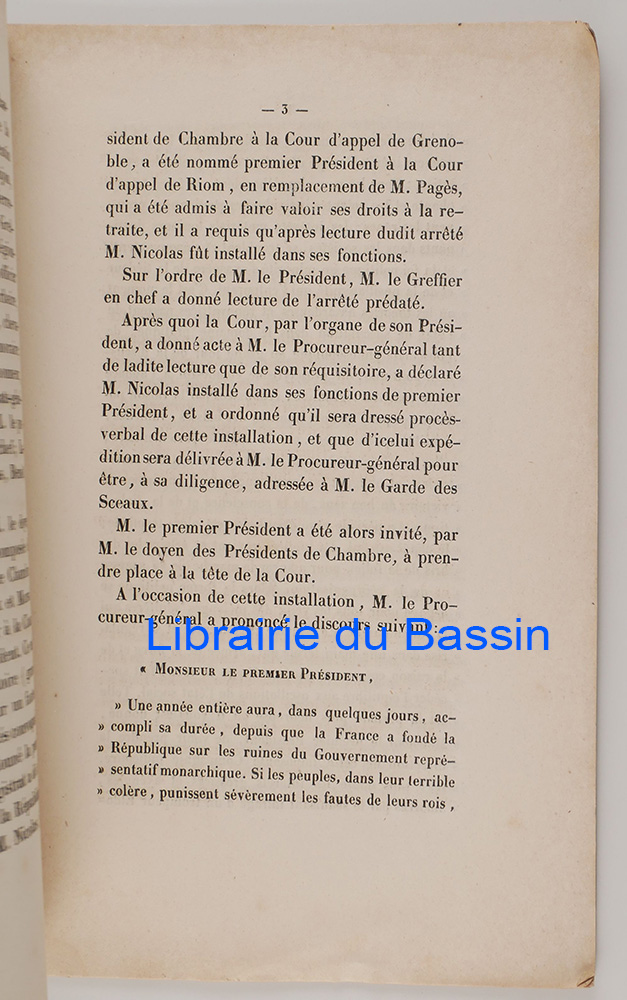 — 3 —
sident de Chambre à la Cour d'appel de Greno-
ble, a été nommé premier Président à la Cour
d'appel de Riom, en remplacement de M. Pagès,
qui a été admis à faire valoir ses droits à la re-
traite, et il a requis qu'après lecture dudit arrêté
M. Nicolas fût installé dans ses fonctions.
Sur l'ordre de M. le Président, M. le Greffier
en chef a donné lecture de l'arrêté prédaté.
Après quoi la Cour, par l'organe de son Prési-
dent, a donné acte à M. le Procureur-général tant
de ladite lecture que de son réquisitoire, a déclaré
M. Nicolas installé dans ses fonctions de premier
Président, et a ordonné qu'il sera dressé procès-
verbal de cette installation, et que d'icelui expé-
dition sera délivrée à M. le Procureur-général pour
être, à sa diligence, adressée à M. le Garde des
Sceaux.
M. le premier Président a été alors invité, par
M. le doyen des Présidents de Chambre, à pren-
dre place à la tête de la Cour.
A l'occasion de cette installation, M. le Pro-
cureur-général a prononcé le discours suivant :
Librairie du Bassin
« MONSIEUR LE PREMIER PRÉSIDENT,
» Une année entière aura, dans quelques jours, ac-
» compli sa durée, depuis que la France a fondé la
» République sur les ruines du Gouvernement repré-
» sentatif monarchique. Si les peuples, dans leur terrible
» colère, punissent sévèrement les fautes de leurs rois,